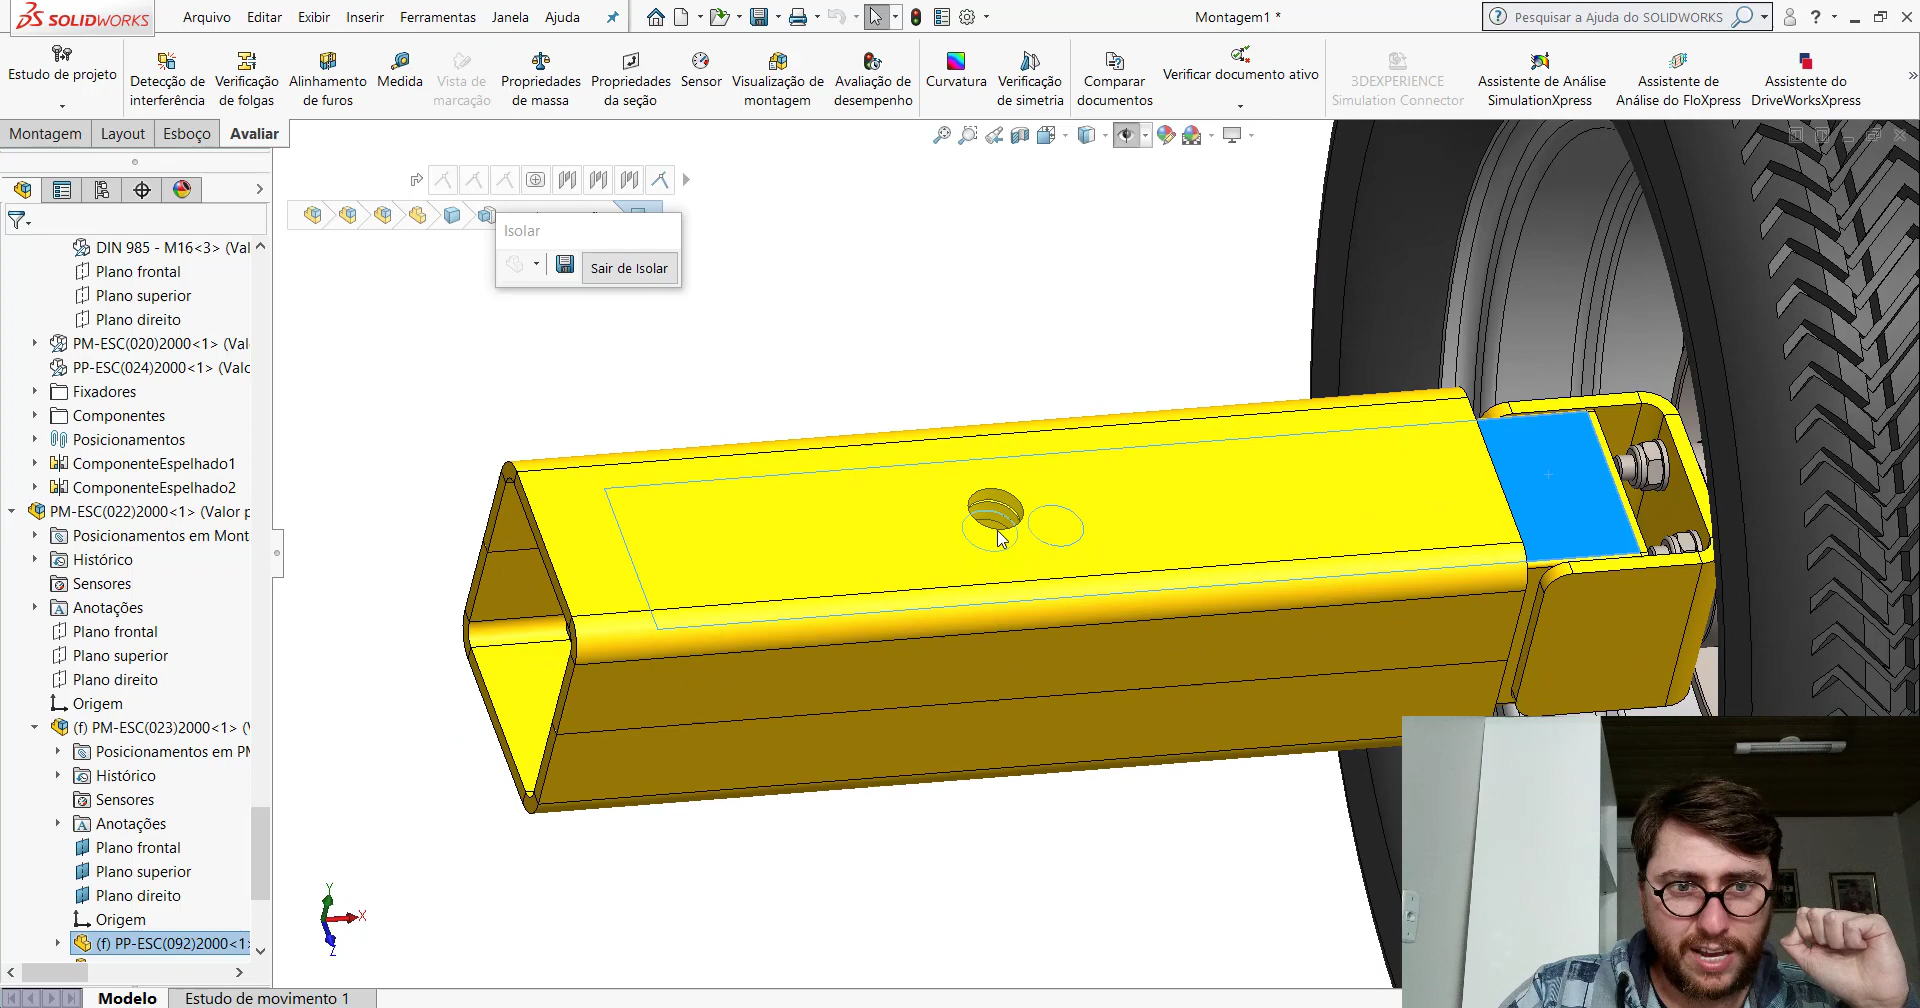 SOLIDWORKS
Arquivo Editar Exibir Inserir Ferramentas Janela Ajuda
Montagem1 *
Pesquisar a Ajuda do SOLIDWORKS
Estudo de projeto
Detecção de interferência
Verificação de folgas
Alinhamento de furos
Medida
Vista de marcação
Propriedades de massa
Propriedades da seção
Sensor
Visualização de montagem
Avaliação de desempenho
Curvatura
Verificação de simetria
Comparar documentos
Verificar documento ativo
3DEXPERIENCE Simulation Connector
Assistente de Análise SimulationXpress
Assistente de Análise do FloXpress
Assistente do DriveWorksXpress
Montagem Layout Esboço Avaliar
Isolar
Sair de Isolar
DIN 985 - M16<3> (Val
Plano frontal
Plano superior
Plano direito
PM-ESC(020)2000<1> (Val
PP-ESC(024)2000<1> (Valc
Fixadores
Componentes
Posicionamentos
ComponenteEspelhado1
ComponenteEspelhado2
PM-ESC(022)2000<1> (Valor p
Posicionamentos em Mont
Histórico
Sensores
Anotações
Plano frontal
Plano superior
Plano direito
Origem
(f) PM-ESC(023)2000<1> (V
Posicionamentos em PM
Histórico
Sensores
Anotações
Plano frontal
Plano superior
Plano direito
Origem
(f) PP-ESC(092)2000<1>
Y
X
Z
Modelo Estudo de movimento 1